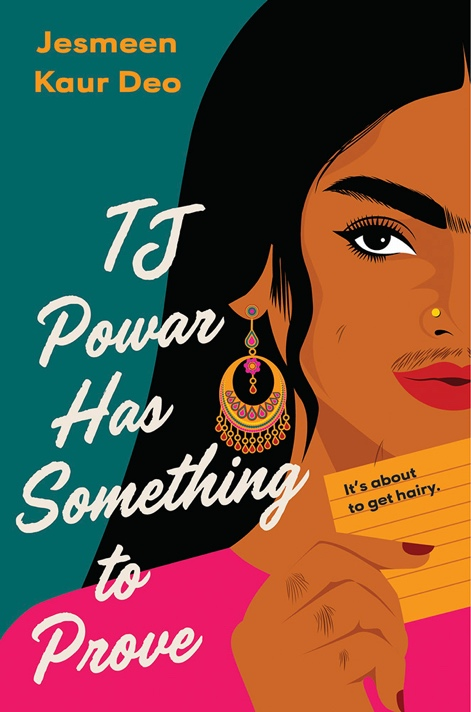 Jesmeen
Kaur Deo
TJ
Powar
Has
Something
to
Prove
It's about
to get hairy.